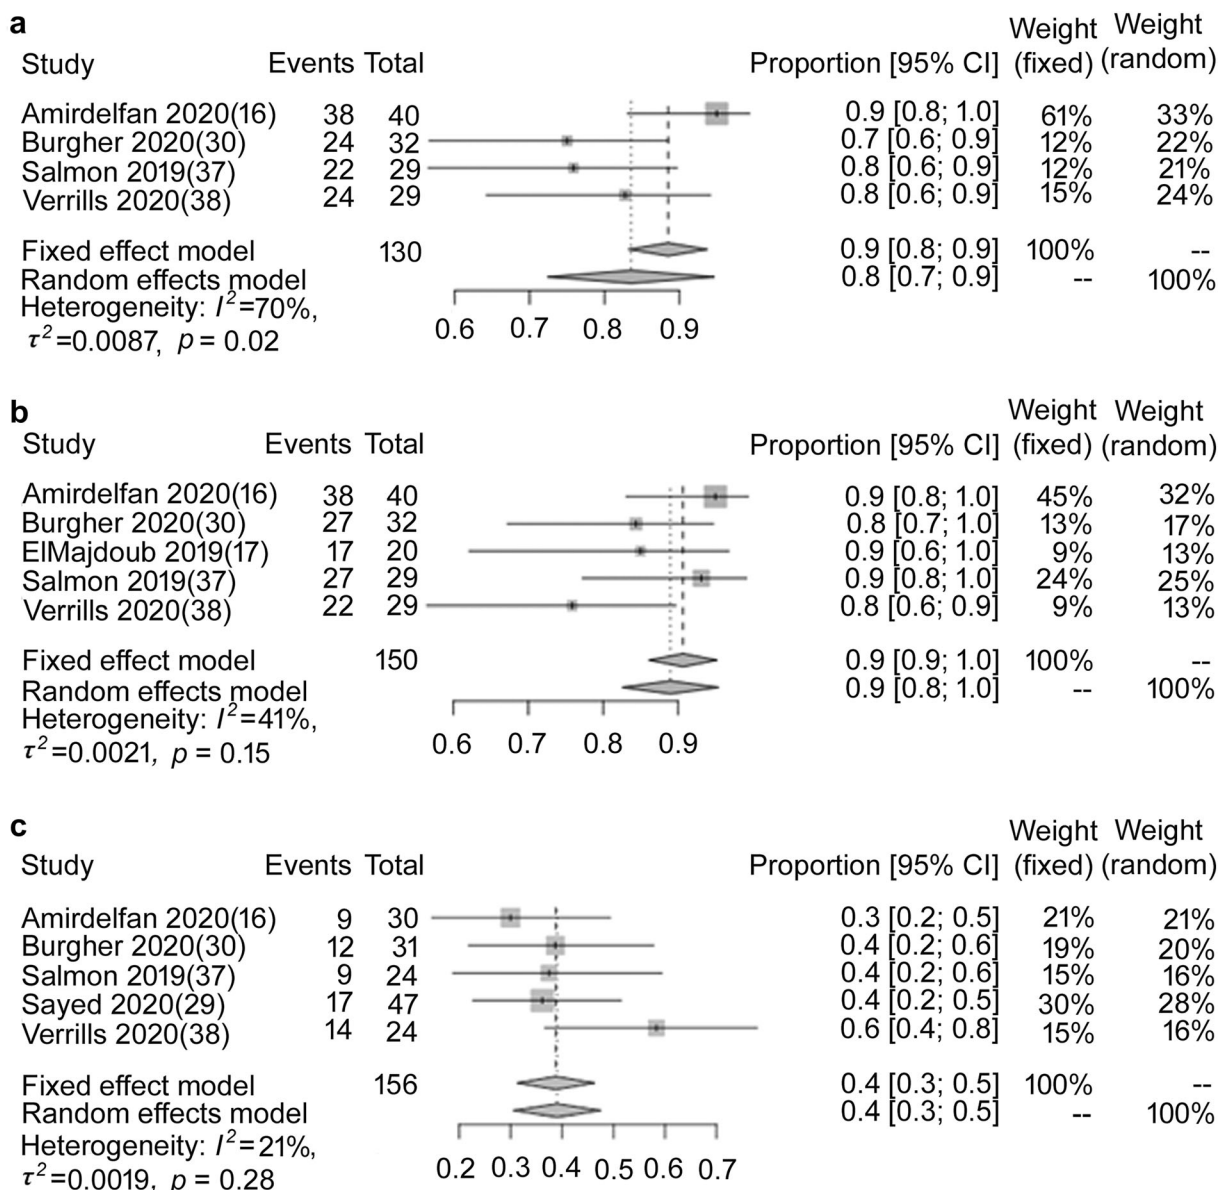 a
Weight Weight
Study Events Total Proportion [95% CI] (fixed) (random)
Amirdelfan 2020(16) 38 40 0.9 [0.8; 1.0] 61% 33%
Burgher 2020(30) 24 32 0.7 [0.6; 0.9] 12% 22%
Salmon 2019(37) 22 29 0.8 [0.6; 0.9] 12% 21%
Verrills 2020(38) 24 29 0.8 [0.6; 0.9] 15% 24%
Fixed effect model 130 0.9 [0.8; 0.9] 100% --
Random effects model 0.8 [0.7; 0.9] -- 100%
Heterogeneity: I²=70%,
τ²=0.0087, p = 0.02
0.6 0.7 0.8 0.9
b
Weight Weight
Study Events Total Proportion [95% CI] (fixed) (random)
Amirdelfan 2020(16) 38 40 0.9 [0.8; 1.0] 45% 32%
Burgher 2020(30) 27 32 0.8 [0.7; 1.0] 13% 17%
ElMajdoub 2019(17) 17 20 0.9 [0.6; 1.0] 9% 13%
Salmon 2019(37) 27 29 0.9 [0.8; 1.0] 24% 25%
Verrills 2020(38) 22 29 0.8 [0.6; 0.9] 9% 13%
Fixed effect model 150 0.9 [0.9; 1.0] 100% --
Random effects model 0.9 [0.8; 1.0] -- 100%
Heterogeneity: I²=41%,
τ²=0.0021, p = 0.15
0.6 0.7 0.8 0.9
c
Weight Weight
Study Events Total Proportion [95% CI] (fixed) (random)
Amirdelfan 2020(16) 9 30 0.3 [0.2; 0.5] 21% 21%
Burgher 2020(30) 12 31 0.4 [0.2; 0.6] 19% 20%
Salmon 2019(37) 9 24 0.4 [0.2; 0.6] 15% 16%
Sayed 2020(29) 17 47 0.4 [0.2; 0.5] 30% 28%
Verrills 2020(38) 14 24 0.6 [0.4; 0.8] 15% 16%
Fixed effect model 156 0.4 [0.3; 0.5] 100% --
Random effects model 0.4 [0.3; 0.5] -- 100%
Heterogeneity: I²=21%,
τ²=0.0019, p = 0.28
0.2 0.3 0.4 0.5 0.6 0.7